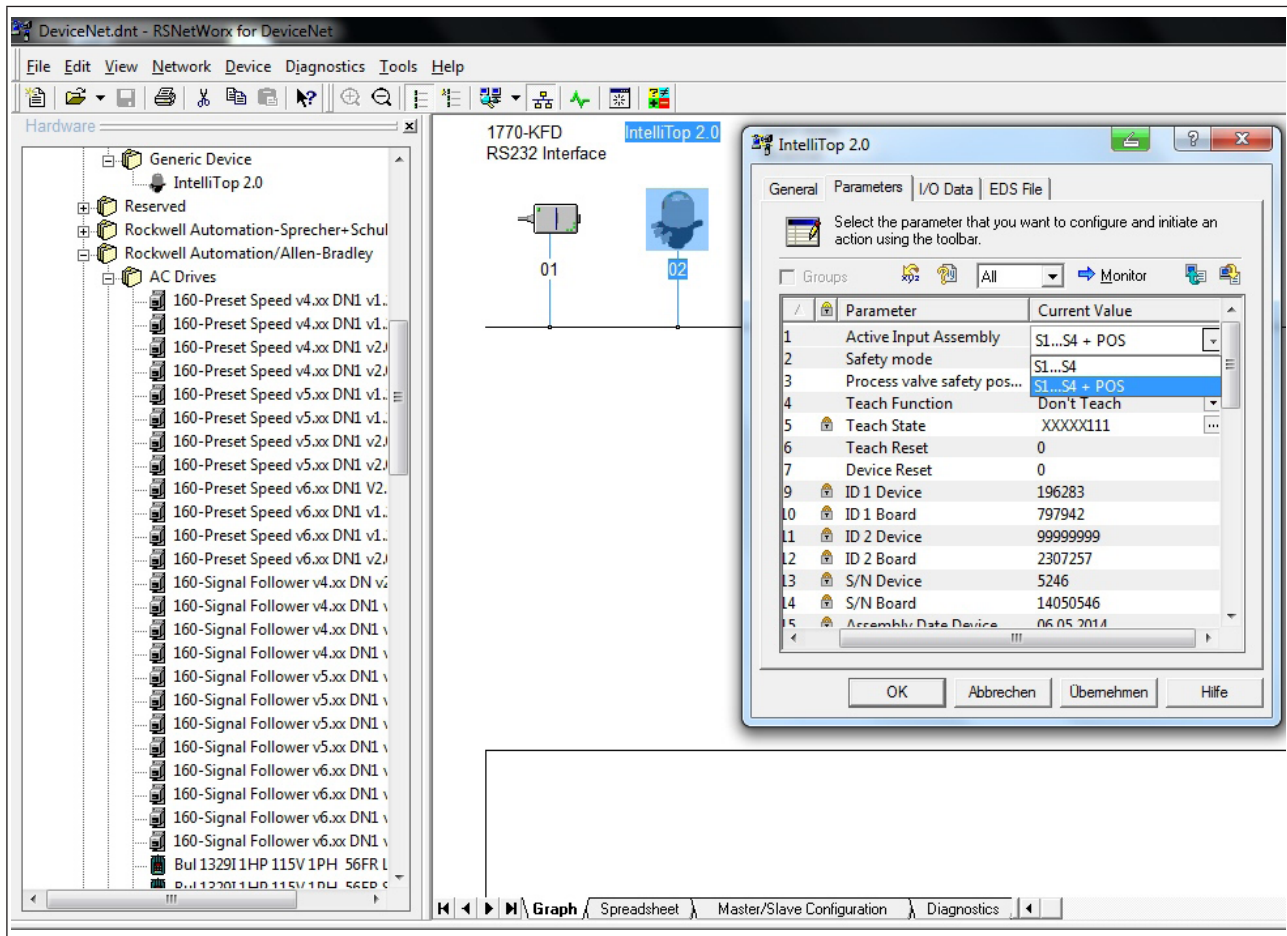 DeviceNet.dnt - RSNetWorx for DeviceNet
File Edit View Network Device Diagnostics Tools Help
Hardware
Generic Device
IntelliTop 2.0
Reserved
Rockwell Automation-Sprecher+Schul
Rockwell Automation/Allen-Bradley
AC Drives
160-Preset Speed v4.xx DN1 v1.
160-Preset Speed v4.xx DN1 v1.
160-Preset Speed v4.xx DN1 v2.
160-Preset Speed v4.xx DN1 v2.
160-Preset Speed v5.xx DN1 v1.
160-Preset Speed v5.xx DN1 v1.
160-Preset Speed v5.xx DN1 v2.
160-Preset Speed v5.xx DN1 v2.
160-Preset Speed v6.xx DN1 V2.
160-Preset Speed v6.xx DN1 v1.
160-Preset Speed v6.xx DN1 v1.
160-Preset Speed v6.xx DN1 v2.
160-Signal Follower v4.xx DN v2
160-Signal Follower v4.xx DN1 v
160-Signal Follower v4.xx DN1 v
160-Signal Follower v4.xx DN1 v
160-Signal Follower v5.xx DN1 v
160-Signal Follower v5.xx DN1 v
160-Signal Follower v5.xx DN1 v
160-Signal Follower v5.xx DN1 v
160-Signal Follower v6.xx DN1 v
160-Signal Follower v6.xx DN1 v
160-Signal Follower v6.xx DN1 v
160-Signal Follower v6.xx DN1 v
Bul 1329I 1HP 115V 1PH 56FR L
Bul 1329I 1HP 115V 1PH 56FR
1770-KFD
RS232 Interface
IntelliTop 2.0
01
02
IntelliTop 2.0
General Parameters I/O Data EDS File
Select the parameter that you want to configure and initiate an
action using the toolbar.
Groups All Monitor
Parameter Current Value
1 Active Input Assembly S1...S4 + POS
2 Safety mode S1...S4
3 Process valve safety pos... S1...S4 + POS
4 Teach Function Don't Teach
5 Teach State XXXXX111
6 Teach Reset 0
7 Device Reset 0
9 ID 1 Device 196283
10 ID 1 Board 797942
11 ID 2 Device 99999999
12 ID 2 Board 2307257
13 S/N Device 5246
14 S/N Board 14050546
15 Assembly Date Device 06.05.2014
OK Abbrechen Übernehmen Hilfe
Graph Spreadsheet Master/Slave Configuration Diagnostics